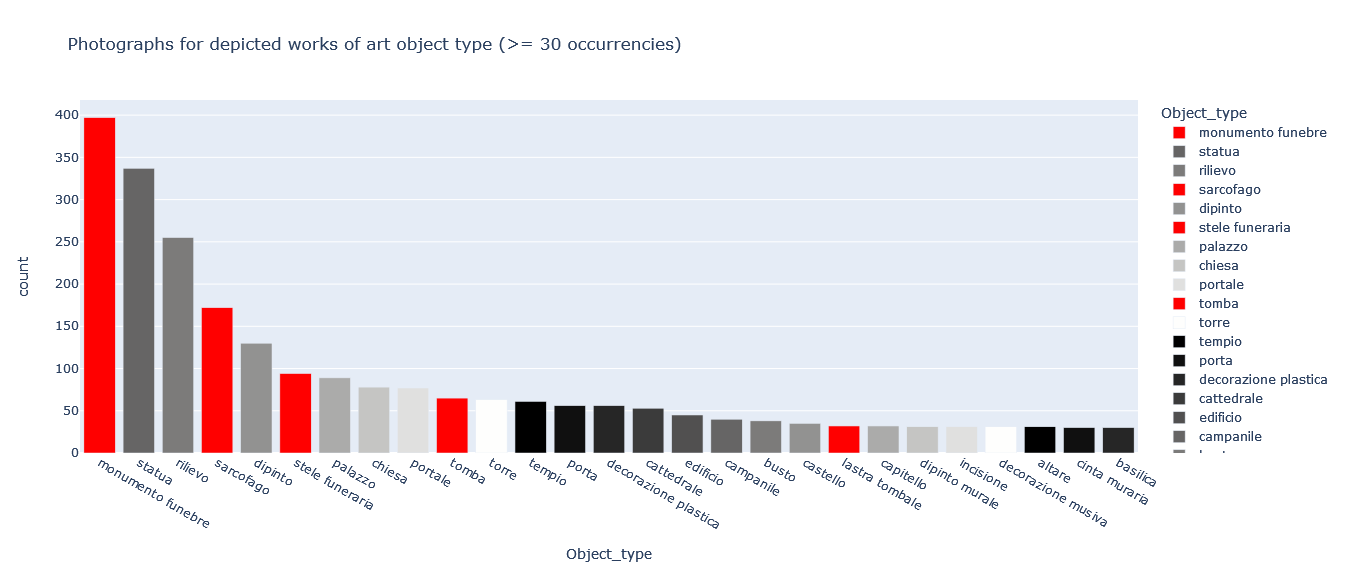 Photographs for depicted works of art object type (>= 30 occurrencies)
400
350
300
250
200
150
100
50
0
count
monumento funebre
statua
rilievo
sarcofago
dipinto
stele funeraria
palazzo
chiesa
portale
tomba
torre
tempio
porta
decorazione plastica
cattedrale
edificio
campanile
busto
castello
lastra tombale
capitello
dipinto murale
incisione
decorazione musiva
altare
cinta muraria
basilica
Object_type
Object_type
monumento funebre
statua
rilievo
sarcofago
dipinto
stele funeraria
palazzo
chiesa
portale
tomba
torre
tempio
porta
decorazione plastica
cattedrale
edificio
campanile